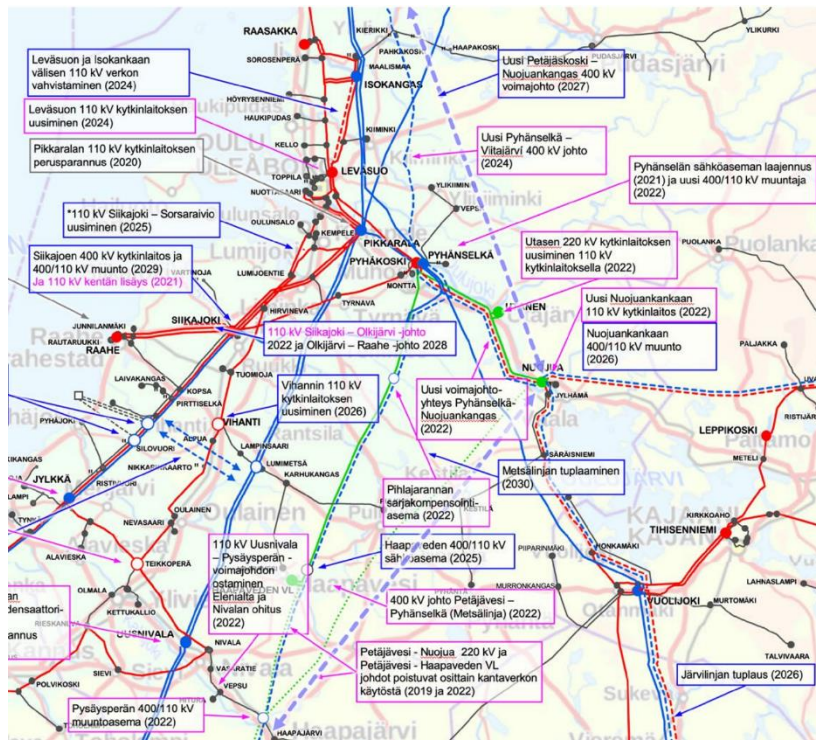 RAASAKKA
KIERIKKI
PAHKAKOSKI
HAAPAKOSKI
YLIKURKI
Pudasjärvi
SOROSENPERÄ
MAALISMAA
ISOKANGAS
Leväsuon ja Isokankaan
välisen 110 kV verkon
vahvistaminen (2024)
Uusi Petäjäskoski –
Nuojuankangas 400 kV
voimajohto (2027)
HÖYRYSENNIEMI
HAUKIPUDAS
KIIMINKI
KELLO
Leväsuon 110 kV kytkinlaitoksen
uusiminen (2024)
Uusi Pyhänselkä –
Viitajärvi 400 kV johto
(2024)
Pikkaralan 110 kV kytkinlaitoksen
perusparannus (2020)
TOPPILA
LEVÄSUO
Kiiminki
YLIKIIMIN
Yliiminki
Pyhänselän sähköaseman laajennus
(2021) ja uusi 400/110 kV muuntaja
(2022)
*110 kV Siikajoki – Sorsaraivio
uusiminen (2025)
OULUNSALO
KEMPELE
PIKKARALA
PYHÄKOSKI
PYHÄNSELKÄ
MONTTA
PUOLANKA
Puolanka
Utasen 220 kV kytkinlaitoksen
uusiminen 110 kV
kytkinlaitoksella (2022)
Siikajoen 400 kV kytkinlaitos ja
400/110 kV muunto (2029)
Ja 110 kV kentän lisäys (2021)
LUMIJOENTIE
HIRVINEVA
TYRNÄVÄ
Tyrnävä
Uusi Nuojuankankaan
110 kV kytkinlaitos (2022)
JUNNILANMÄKI
RAUTARUUKKI
RAAHE
SIIKAJOKI
110 kV Siikajoki – Olkijärvi -johto
2022 ja Olkijärvi – Raahe -johto 2028
Nuojuankankaan
400/110 kV muunto
(2026)
PALJAKKA
LAIVAKANGAS
KOPSA
PIRTTISELKÄ
TUOMIOJA
Vihannin 110 kV
kytkinlaitoksen
uusiminen (2026)
Uusi voimajohto-
yhteys Pyhänselkä-
Nuojuankangas
(2022)
JYLHÄMÄ
SILOVUORI
ALPUA
VIHANTI
LAMPINSAARI
LUMIMETSÄ
KARHUKANGAS
Metsälinjan tuplaaminen
(2030)
SÄRÄISNIEMI
LEPPIKOSKI
METELI
JYLKKÄ
OULAINEN
Oulainen
NEVASAARI
Pihlajarannan
sarjakompensointi-
asema (2022)
KAJAANI
KIRKKOAHO
TIHISENNIEMI
ALAVIESKA
TEIKKOPERÄ
110 kV Uusnivala
– Pysäysperän -
voimajohdon
ostaminen
Elenialta ja
Nivalan ohitus
(2022)
HAAPAVEDEN VL
Haapaveden 400/110 kV
sähköasema (2025)
PIIPARINMÄKI
VUOLIJOKI
LAHNASLAMPI
OLMALA
KETTUKALLIO
400 kV johto Petäjävesi –
Pyhänselkä (Metsälinja) (2022)
MURRONKANGAS
MURTOMÄKI
UUSNIVALA
NIVALA
TALVIVAARA
SIEVI
VEPSU
Petäjävesi - Nuojua 220 kV ja
Petäjävesi - Haapaveden VL
johdot poistuvat osittain kantaverkon
käytöstä (2019 ja 2022)
Järvilinjan tuplaus (2026)
POLVIKOSKI
Pysäysperän 400/110 kV
muuntoasema (2022)
HAAPAJÄRVI
Haapajärvi